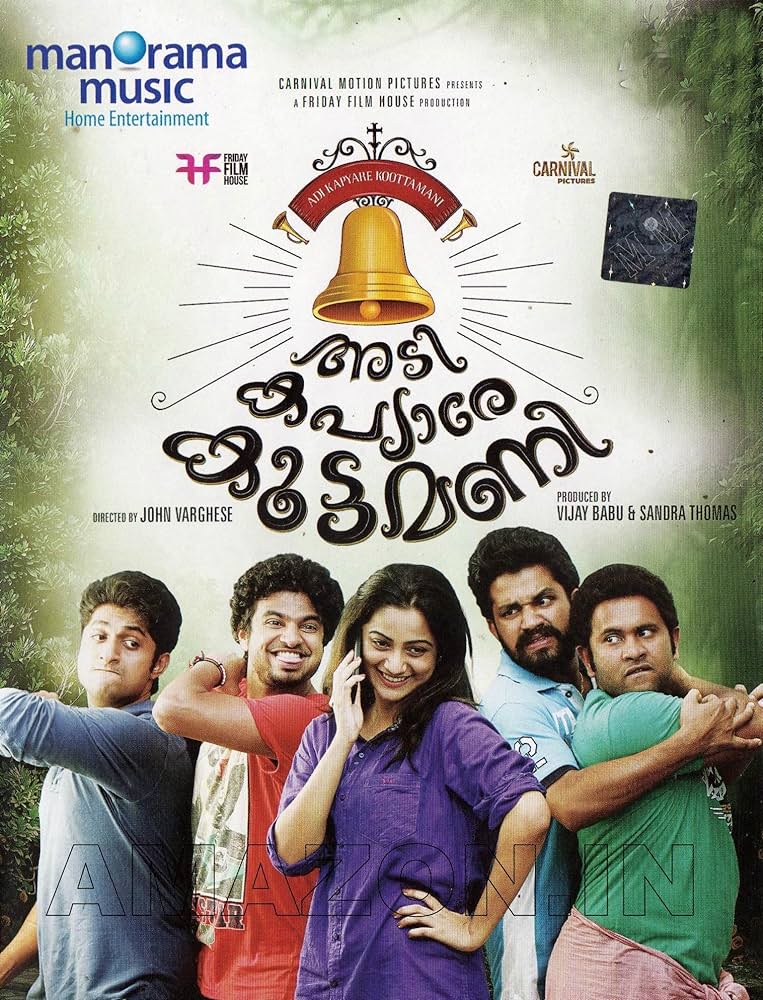 manorama
music
Home Entertainment
CARNIVAL MOTION PICTURES PRESENTS
A FRIDAY FILM HOUSE PRODUCTION
FRIDAY
FILM
HOUSE
CARNIVAL
PICTURES
ADI KAPYARE KOOTTAMANI
MM
അടി
കപ്യാരേ
കൂട്ടമണി
DIRECTED BY JOHN VARGHESE
PRODUCED BY
VIJAY BABU & SANDRA THOMAS
AMAZON.IN